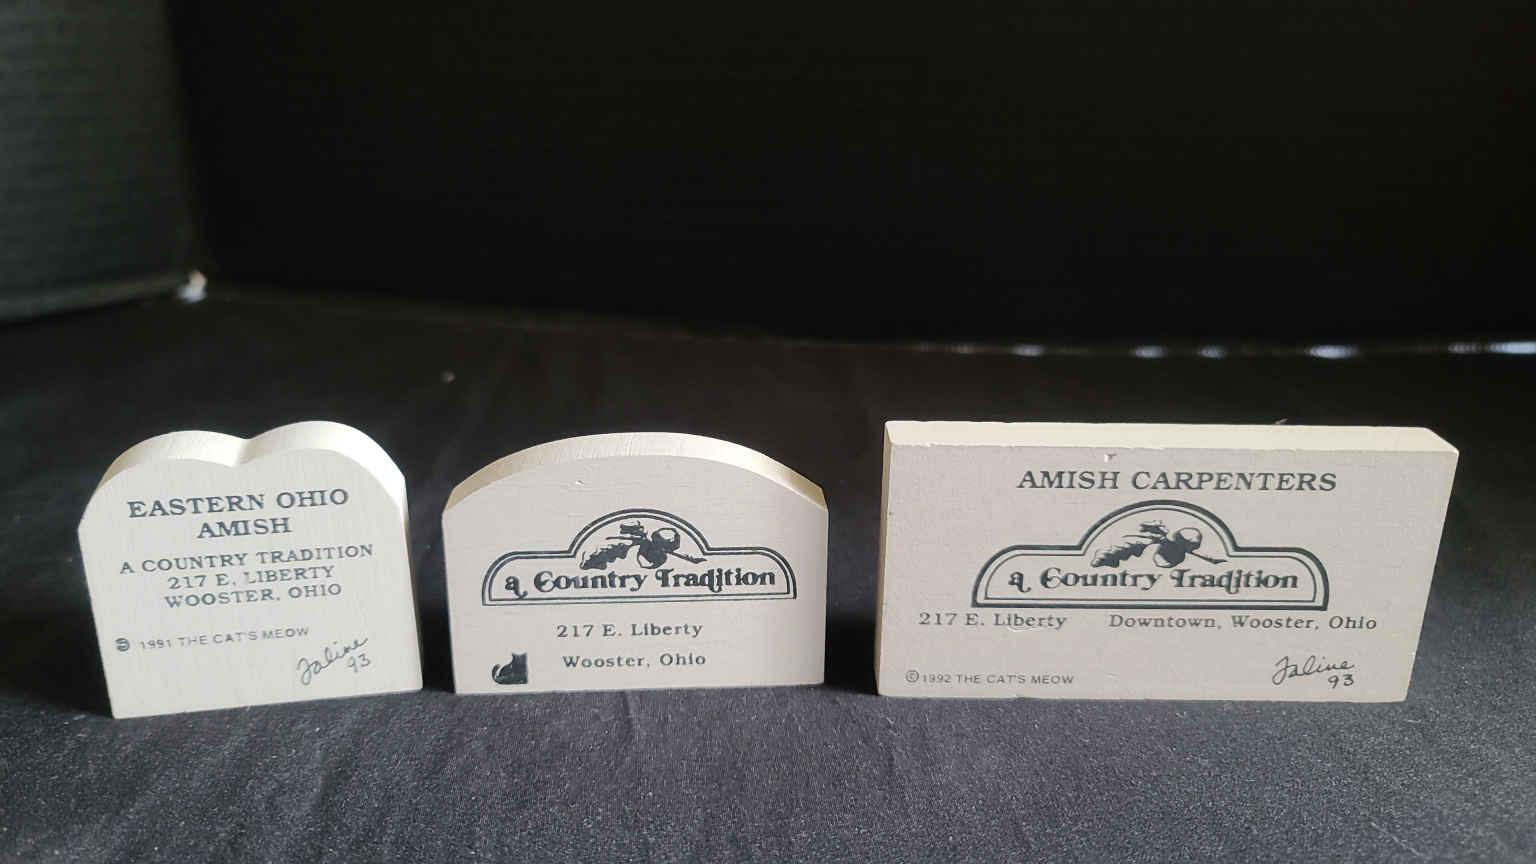 EASTERN OHIO
AMISH
A COUNTRY TRADITION
217 E. LIBERTY
WOOSTER, OHIO
© 1991 THE CAT'S MEOW
Faline
93
a Country Tradition
217 E. Liberty
Wooster, Ohio
AMISH CARPENTERS
a Country Tradition
217 E. Liberty Downtown, Wooster, Ohio
© 1992 THE CAT'S MEOW
Faline
93